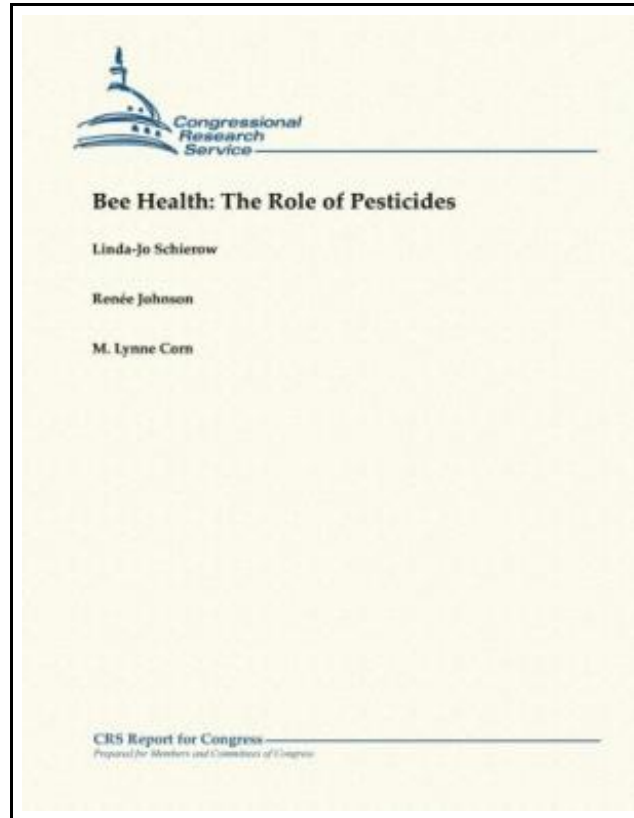 Congressional
Research
Service
Bee Health: The Role of Pesticides
Linda-Jo Schierow
Renée Johnson
M. Lynne Corn
CRS Report for Congress
Prepared for Members and Committees of Congress